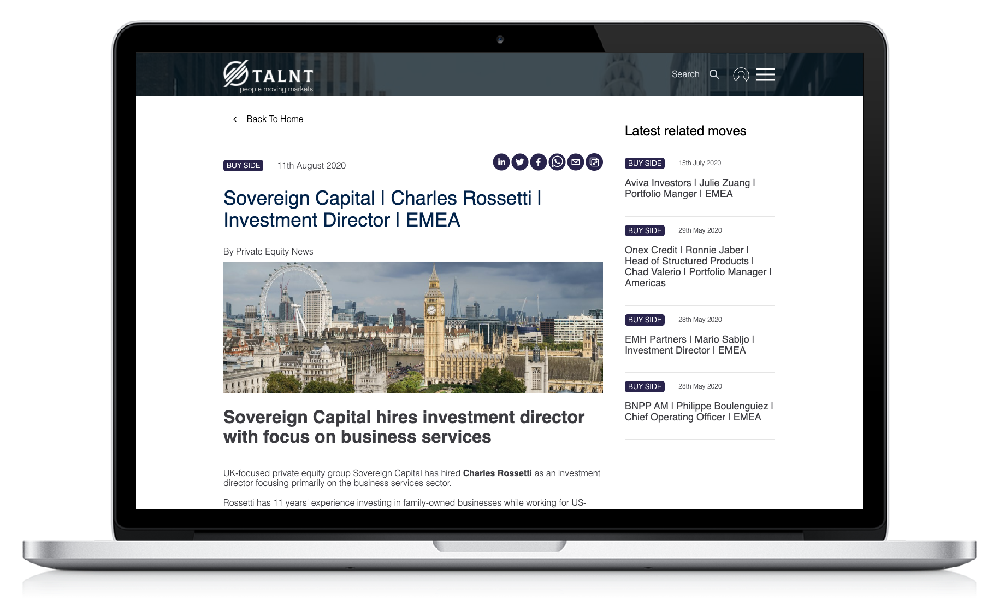 TALNT
people moving markets
Search
Back To Home
BUY SIDE 11th August 2020
Sovereign Capital | Charles Rossetti |
Investment Director | EMEA
By Private Equity News
Sovereign Capital hires investment director
with focus on business services
UK-focused private equity group Sovereign Capital has hired Charles Rossetti as an investment
director focusing primarily on the business services sector.
Rossetti has 11 years' experience investing in family-owned businesses while working for US-
Latest related moves
BUY SIDE 13th July 2020
Aviva Investors | Julie Zuang |
Portfolio Manger | EMEA
BUY SIDE 29th May 2020
Onex Credit | Ronnie Jaber |
Head of Structured Products |
Chad Valerio | Portfolio Manager |
Americas
BUY SIDE 28th May 2020
EMH Partners | Mario Sabljo |
Investment Director | EMEA
BUY SIDE 28th May 2020
BNPP AM | Philippe Boulenguiez |
Chief Operating Officer | EMEA